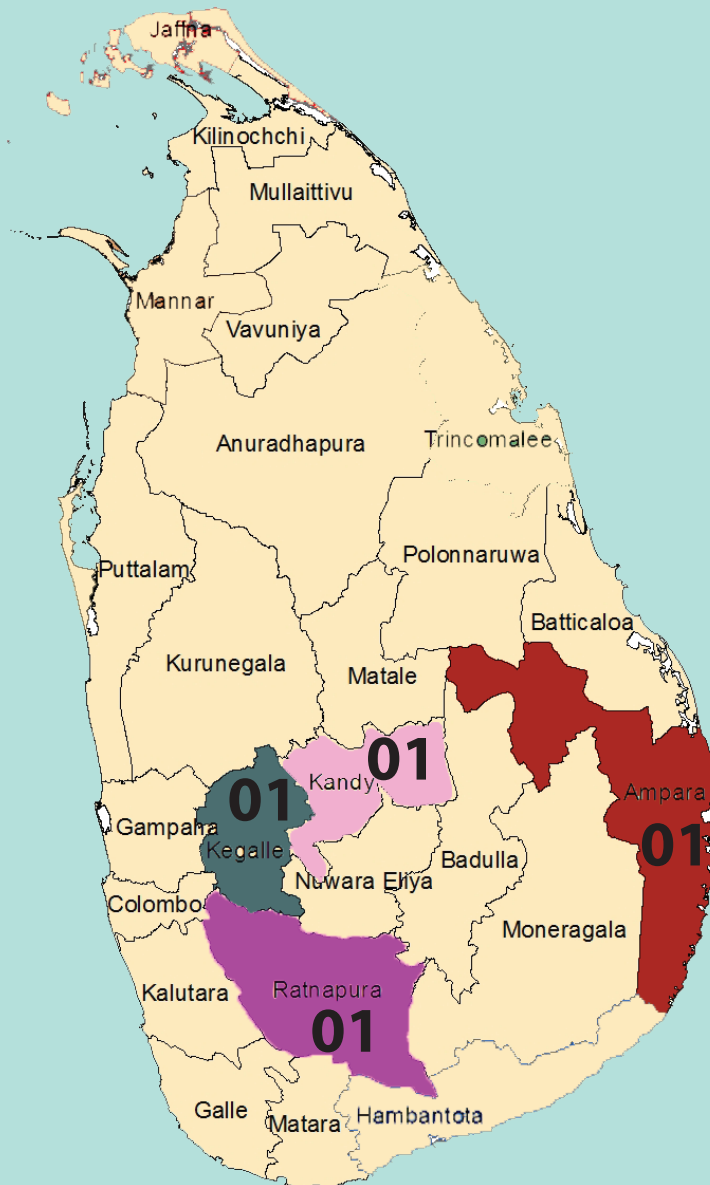 Jaffna
Kilinochchi
Mullaittivu
Mannar
Vavuniya
Anuradhapura
Trincomalee
Polonnaruwa
Puttalam
Batticaloa
Kurunegala
Matale
01
Kandy
01
Ampara
Gampaha
01
Kegalle
Badulla
Nuwara Eliya
Colombo
Moneragala
Kalutara
Ratnapura
01
Galle
Matara
Hambantota